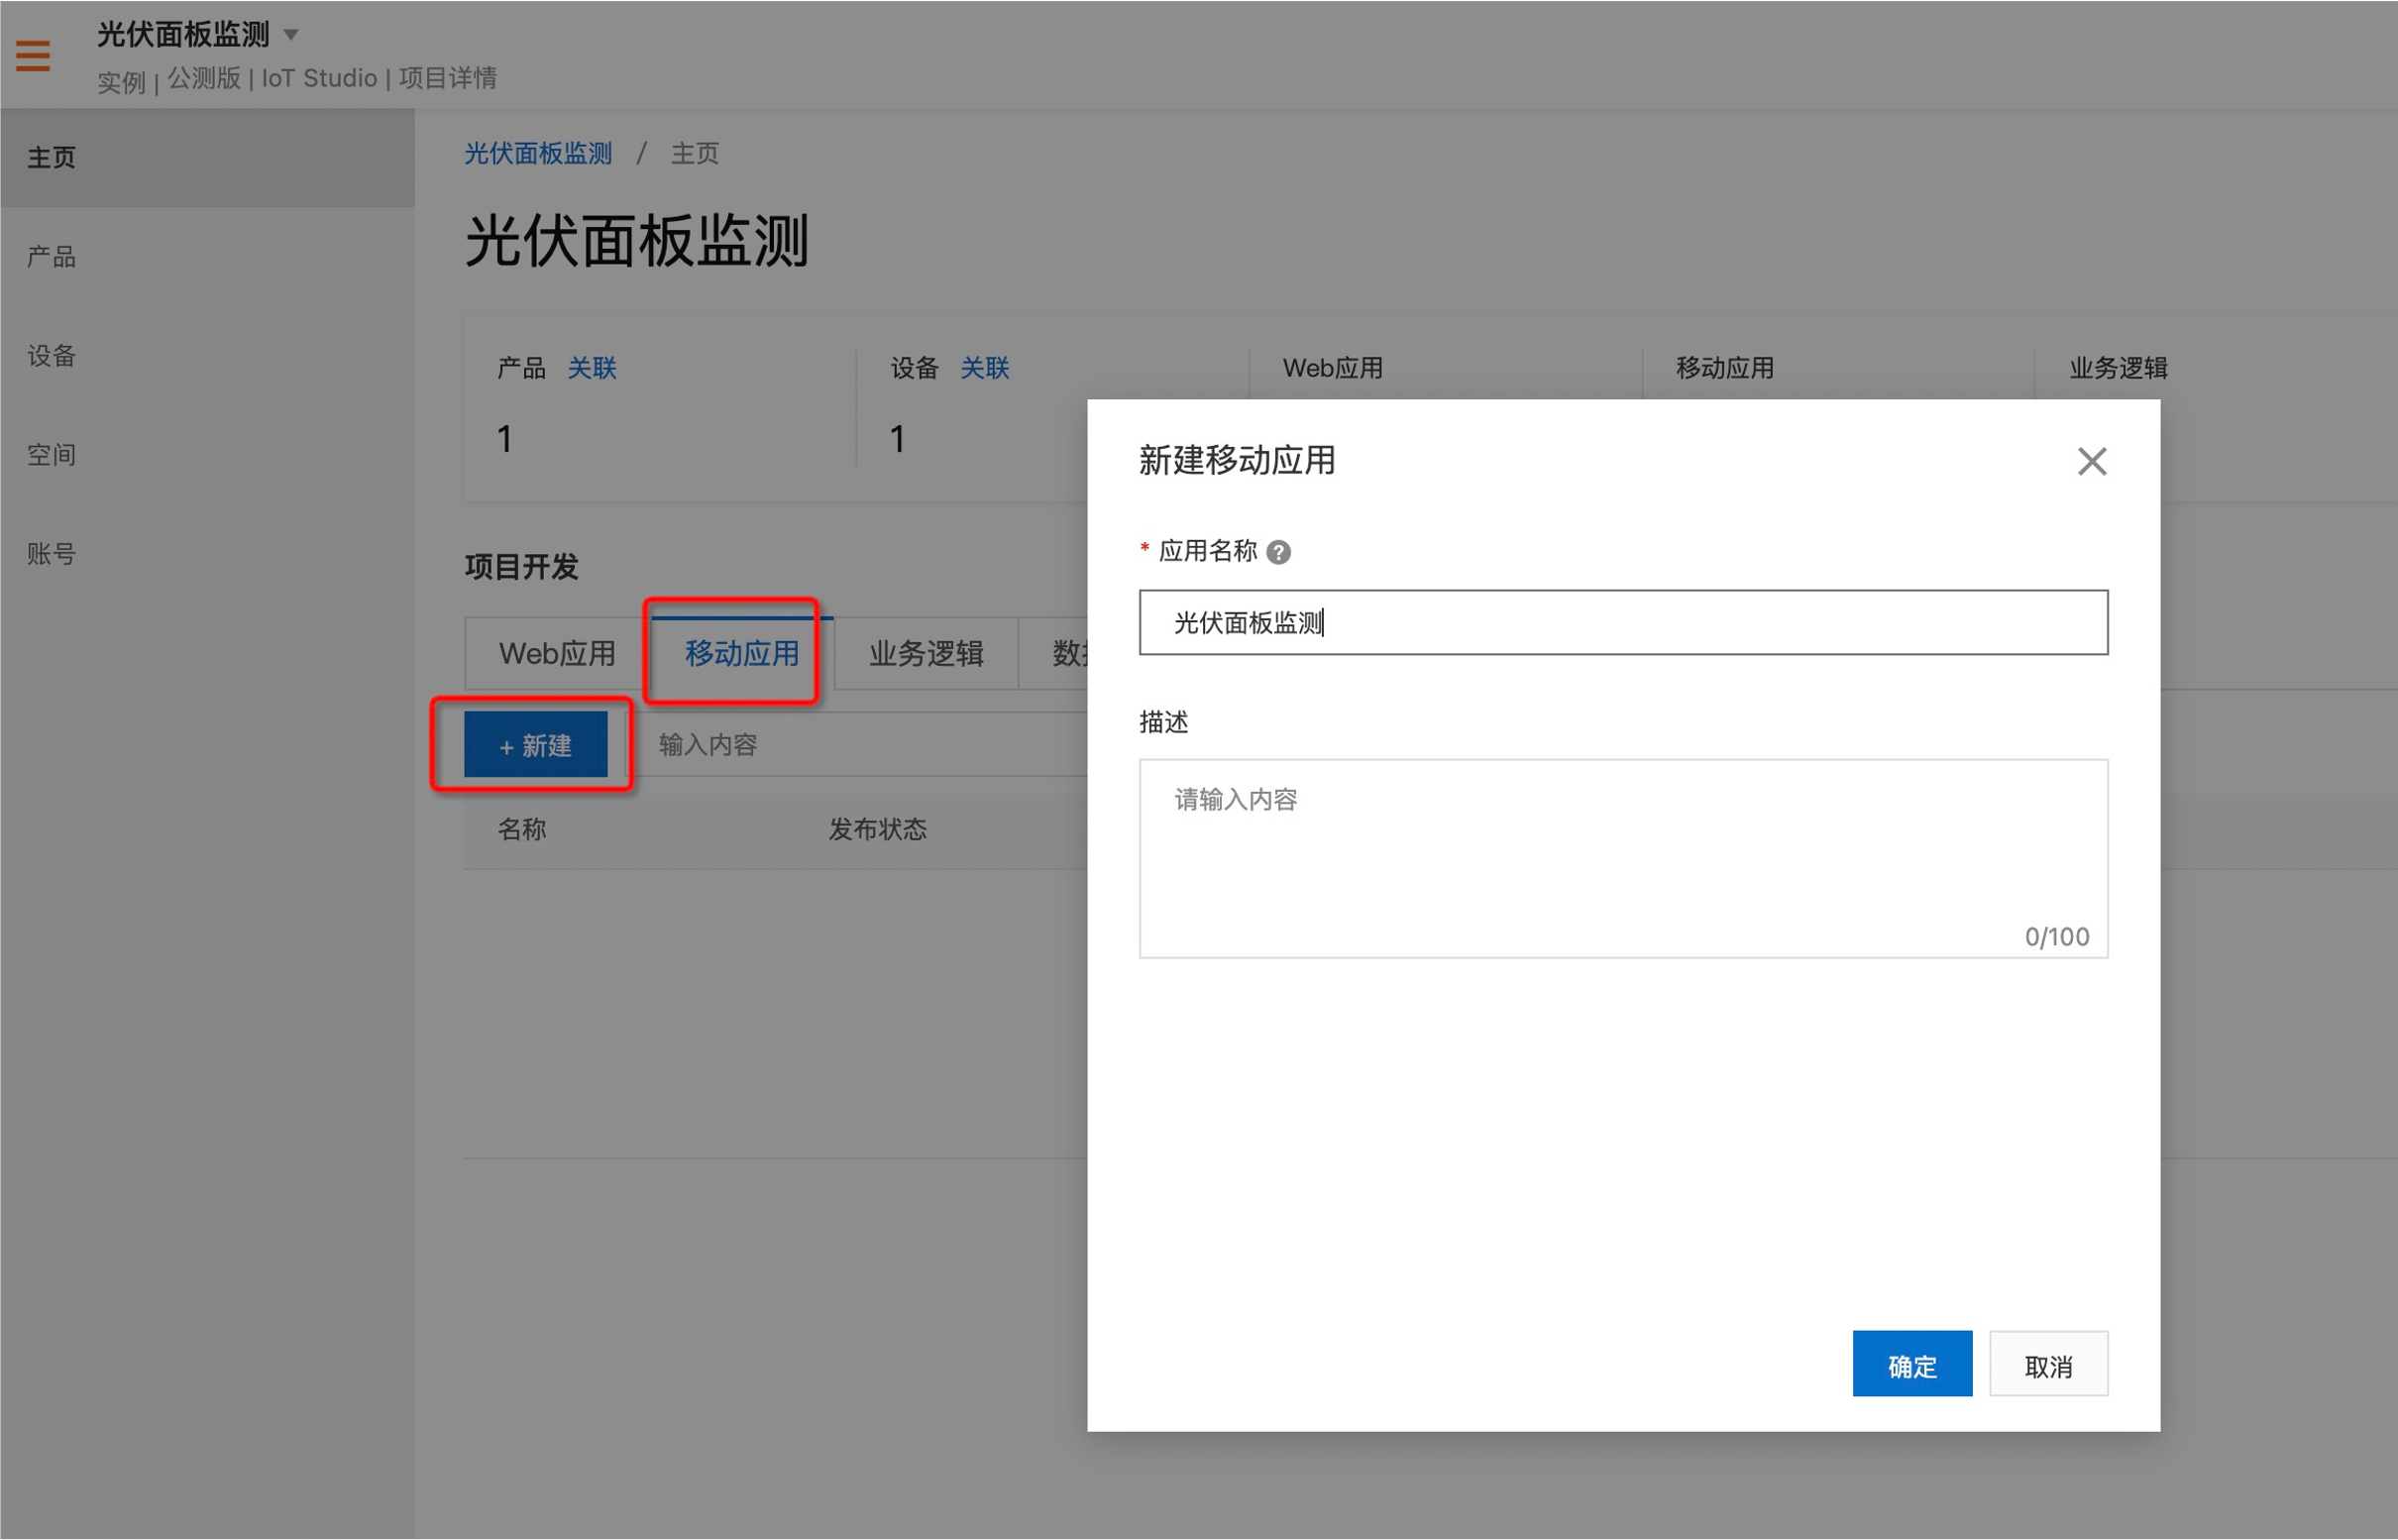 光伏面板监测
实例 | 公测版 | IoT Studio | 项目详情
主页
产品
设备
空间
账号
光伏面板监测 / 主页
光伏面板监测
产品 关联
1
设备 关联
1
Web应用
移动应用
业务逻辑
项目开发
Web应用
移动应用
业务逻辑
+ 新建
输入内容
名称
发布状态
新建移动应用
* 应用名称 ?
光伏面板监测
描述
请输入内容
0/100
确定
取消